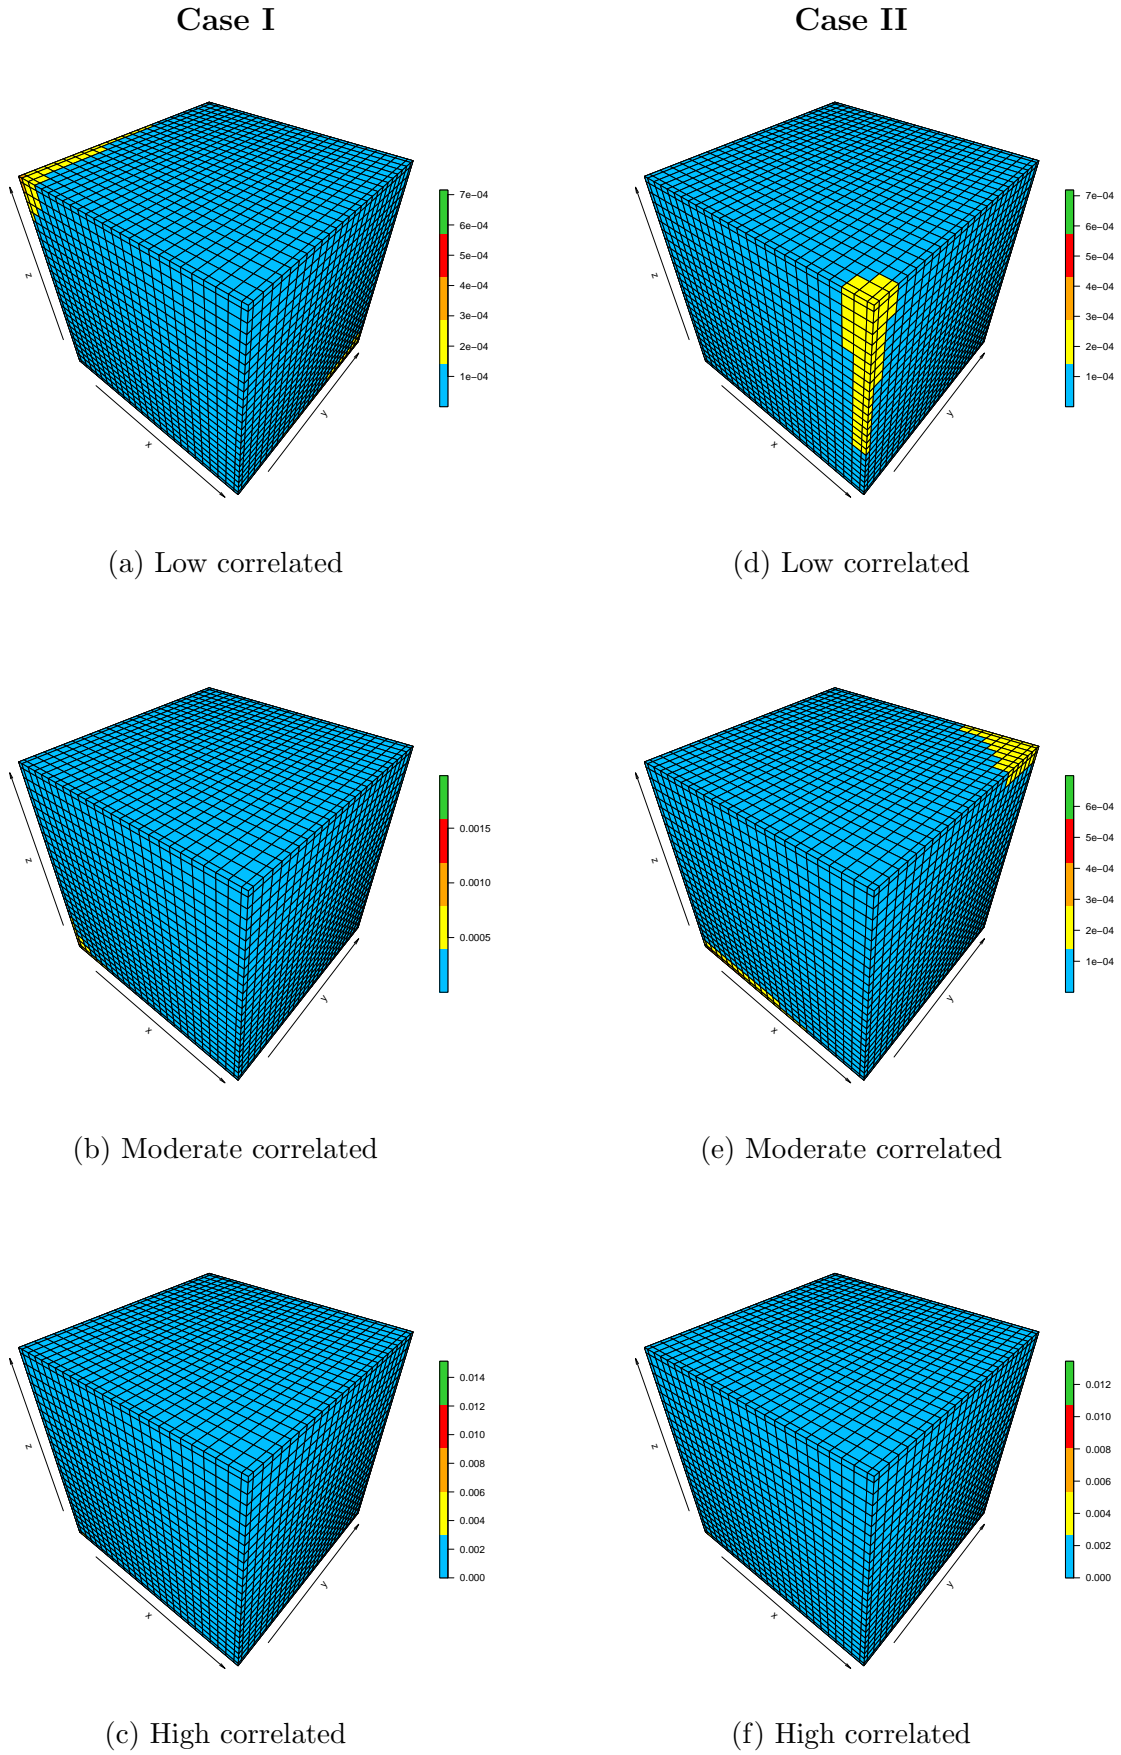 Case I
Case II
z
x
y
7e−04
6e−04
5e−04
4e−04
3e−04
2e−04
1e−04
z
x
y
7e−04
6e−04
5e−04
4e−04
3e−04
2e−04
1e−04
(a) Low correlated
(d) Low correlated
z
x
y
0.0015
0.0010
0.0005
z
x
y
6e−04
5e−04
4e−04
3e−04
2e−04
1e−04
(b) Moderate correlated
(e) Moderate correlated
z
x
y
0.014
0.012
0.010
0.008
0.006
0.004
0.002
0.000
z
x
y
0.012
0.010
0.008
0.006
0.004
0.002
0.000
(c) High correlated
(f) High correlated